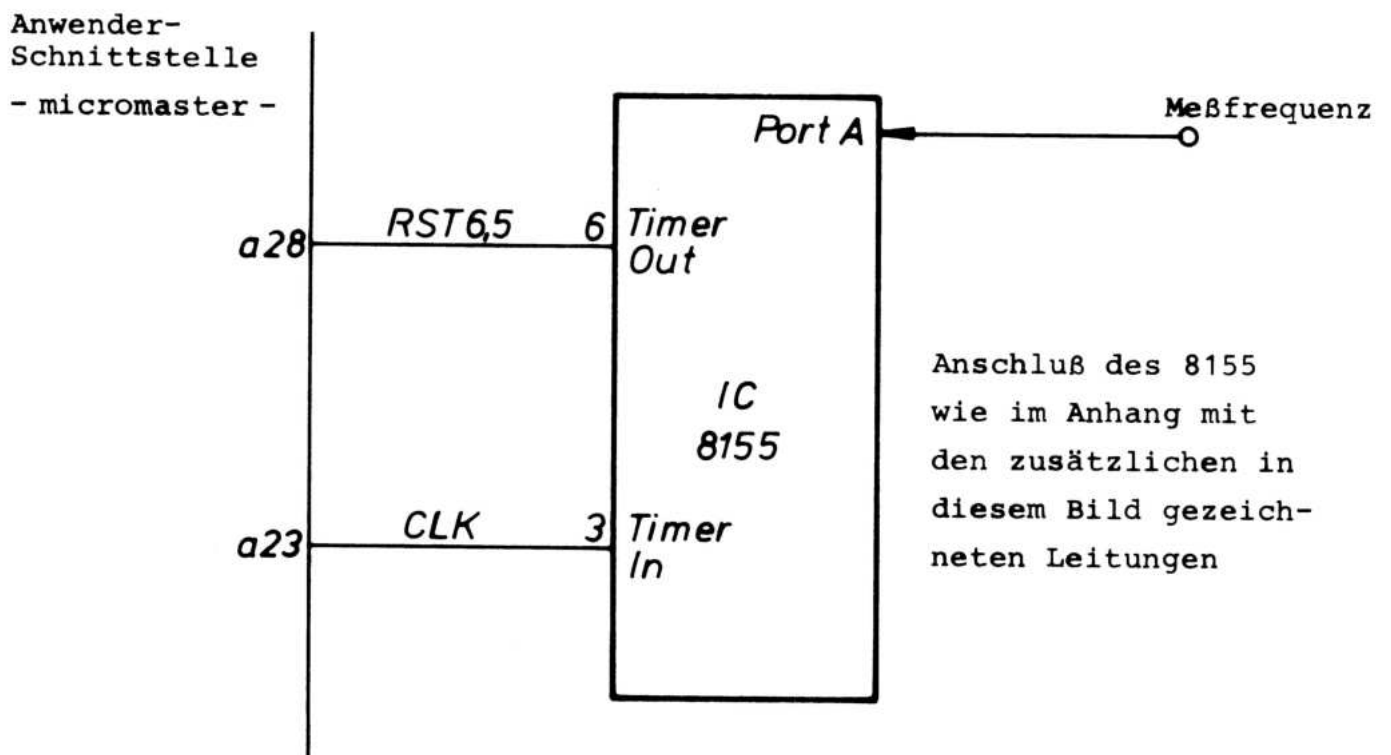 Anwender-
Schnittstelle
- micromaster -
Port A
Meßfrequenz
a28
RST6,5
6
Timer
Out
IC
8155
Anschluß des 8155
wie im Anhang mit
den zusätzlichen in
diesem Bild gezeich-
neten Leitungen
a23
CLK
3
Timer
In